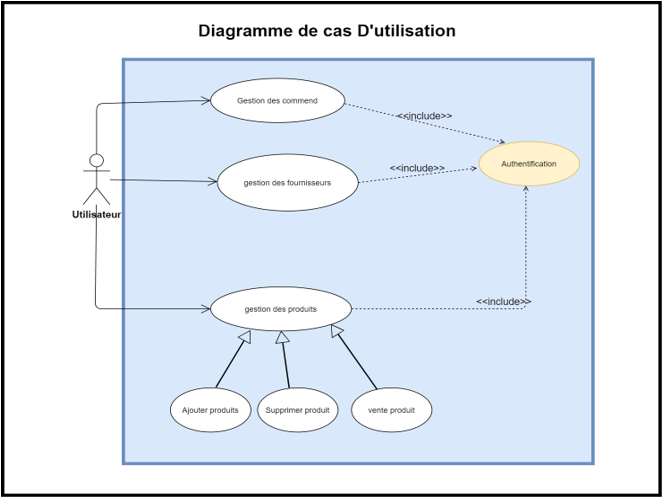 Diagramme de cas D'utilisation
Gestion des commend
<<include>>
Authentification
<<include>>
gestion des fournisseurs
Utilisateur
<<include>>
gestion des produits
Ajouter produits
Supprimer produit
vente produit